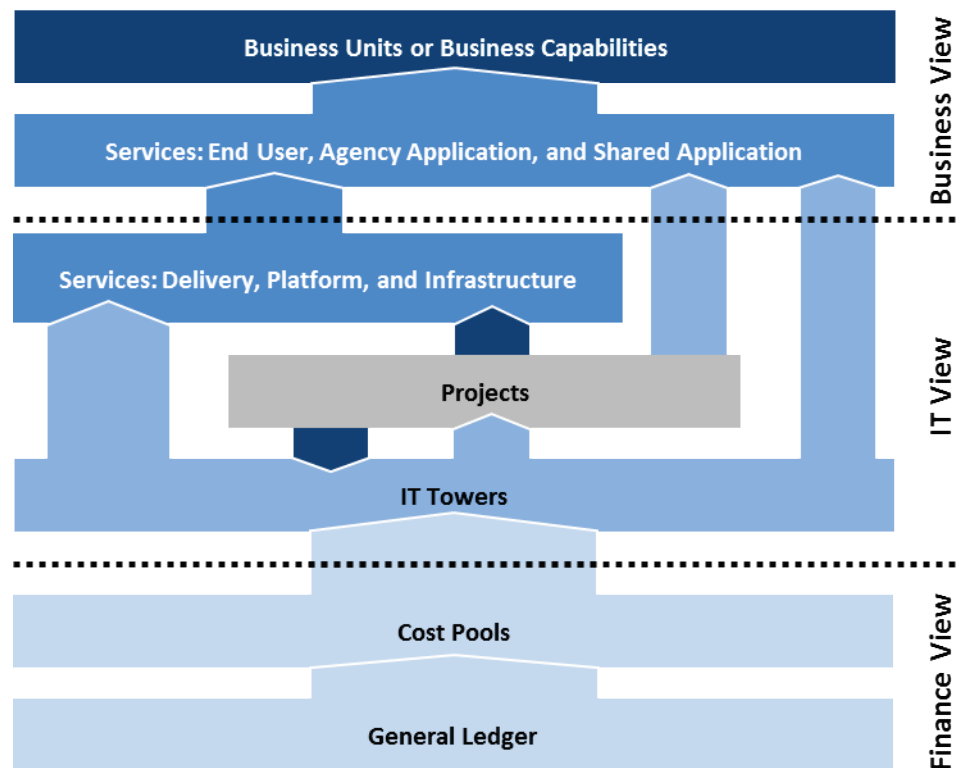 Business Units or Business Capabilities
Services: End User, Agency Application, and Shared Application
Business View
Services: Delivery, Platform, and Infrastructure
Projects
IT Towers
IT View
Cost Pools
General Ledger
Finance View